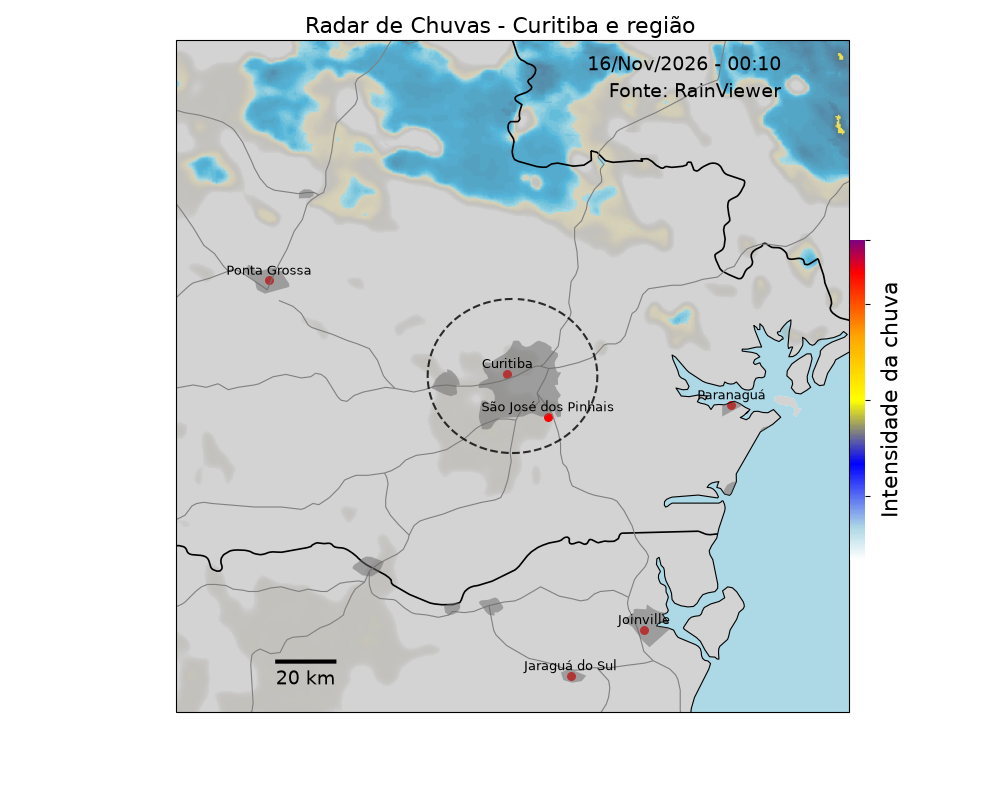 Radar de Chuvas - Curitiba e região
16/Nov/2026 - 00:10
Fonte: RainViewer
Ponta Grossa
Curitiba
Paranaguá
São José dos Pinhais
Intensidade da chuva
Joinville
Jaraguá do Sul
20 km